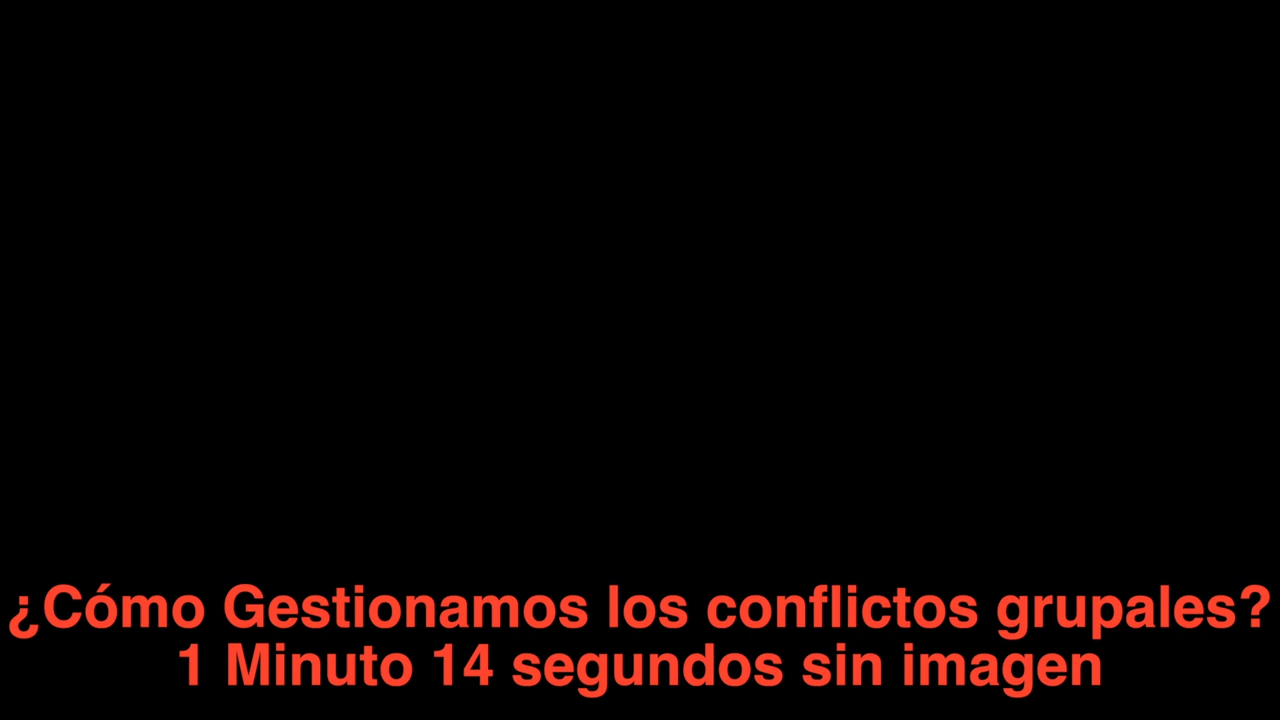 ¿Cómo Gestionamos los conflictos grupales?
1 Minuto 14 segundos sin imagen